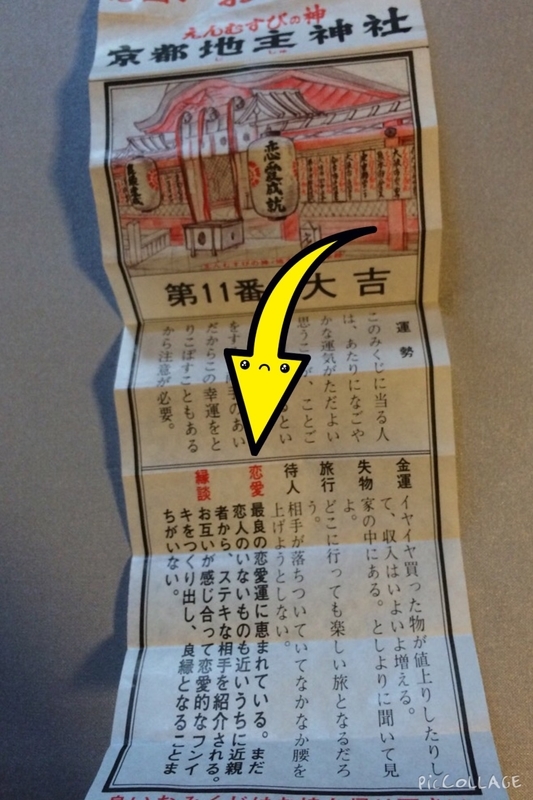 えんむすびの神
京都地主神社
恋愛成就
第11番 大吉
運勢
このみくじに当る人
は、あたりになごや
かな運気がただよい
思うこ が、ことご
るとい
をす 手のあい
だからこの幸運をと
りこぼすこともある
から注意が必要。
金運
イヤイヤ買った物が値上りしたりし
て、収入はいよいよ増える。
失物
家の中にある。としよりに聞いて見
よ。
旅行
どこに行っても楽しい旅となるだろ
う。
待人
相手が落ちついていてなかなか腰を
上げようとしない。
恋愛
縁談
最良の恋愛運に恵まれている。まだ
恋人のいないものも近いうちに近親
者から、ステキな相手を紹介される。
お互いが感じ合って恋愛的なフンイ
キをつくり出し、良縁となることま
ちがいない。
PicCOLLAGE